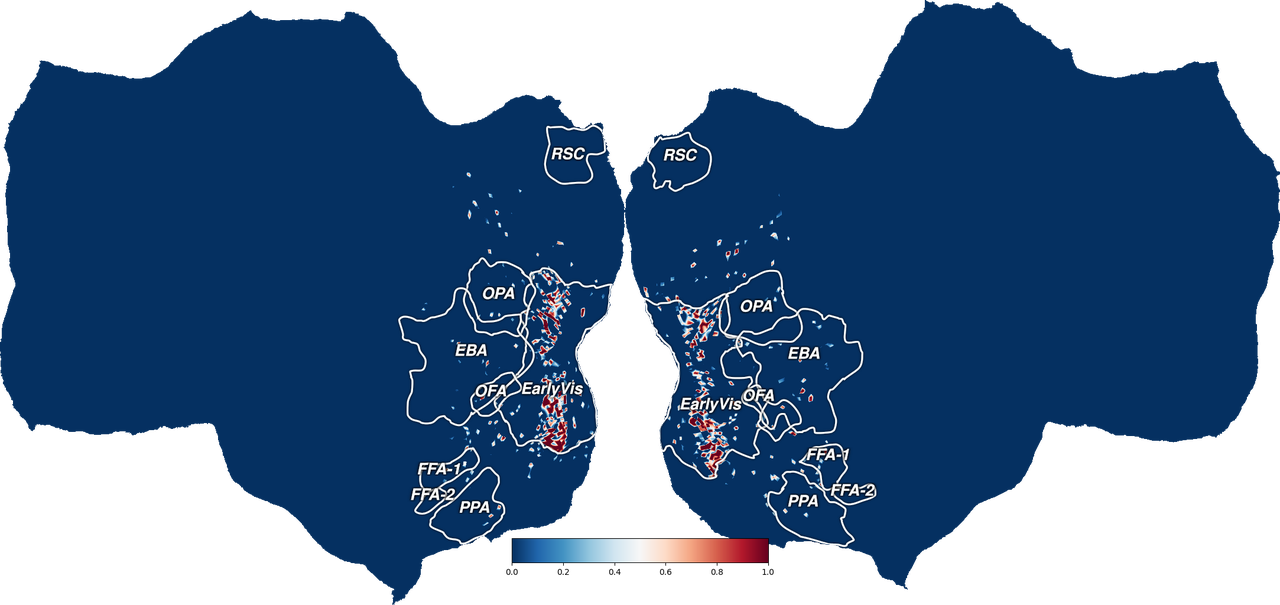 RSC RSC
OPA OPA
EBA EBA
OFA EarlyVis OFA
EarlyVis
FFA-1 FFA-1
FFA-2 FFA-2
PPA PPA
0.0 0.2 0.4 0.6 0.8 1.0